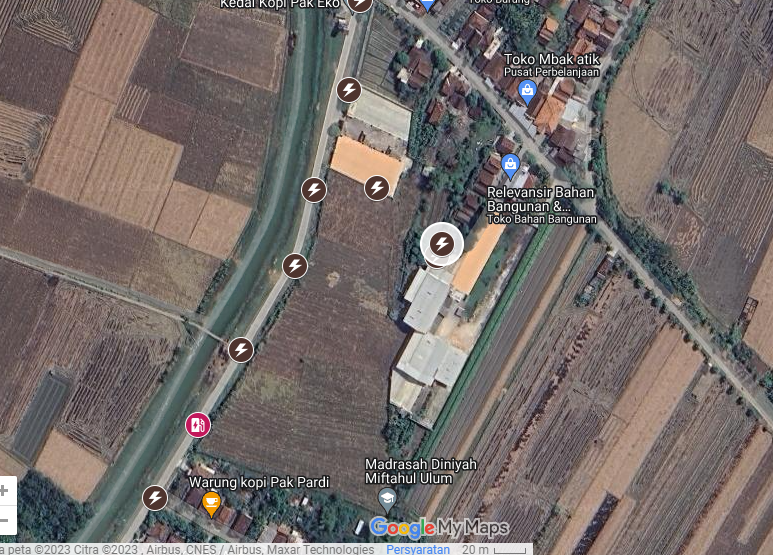 Kedai Kopi Pak Eko
Toko Barang
Toko Mbak atik
Pusat Perbelanjaan
Relevansir Bahan
Bangunan &...
Toko Bahan Bangunan
Madrasah Diniyah
Miftahul Ulum
Warung kopi Pak Pardi
Google My Maps
a peta ©2023 Citra ©2023 , Airbus, CNES / Airbus, Maxar Technologies Persyaratan 20 m